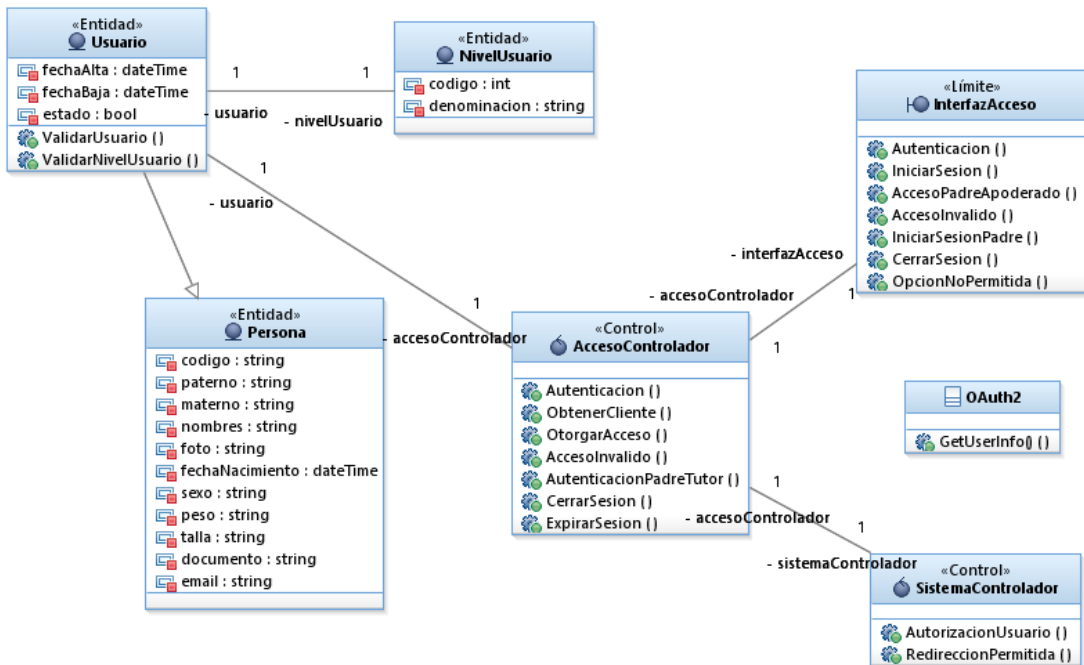 «Entidad»
Usuario
fechaAlta : dateTime
fechaBaja : dateTime
estado : bool
ValidarUsuario ()
ValidarNivelUsuario ()
1
1
- usuario
- nivelUsuario
«Entidad»
NivelUsuario
codigo : int
denominacion : string
«Límite»
InterfazAcceso
Autenticacion ()
IniciarSesion ()
AccesoPadreApoderado ()
AccesoInvalido ()
IniciarSesionPadre ()
CerrarSesion ()
OpcionNoPermitida ()
1
- usuario
1
- accesoControlador
- interfazAcceso
- accesoControlador
1
1
«Entidad»
Persona
codigo : string
paterno : string
materno : string
nombres : string
foto : string
fechaNacimiento : dateTime
sexo : string
peso : string
talla : string
documento : string
email : string
«Control»
AccesoControlador
Autenticacion ()
ObtenerCliente ()
OtorgarAcceso ()
AccesoInvalido ()
AutenticacionPadreTutor ()
CerrarSesion ()
ExpirarSesion ()
OAuth2
GetUserInfo() ()
1
- accesoControlador
1
- sistemaControlador
«Control»
SistemaControlador
AutorizacionUsuario ()
RedireccionPermitida ()